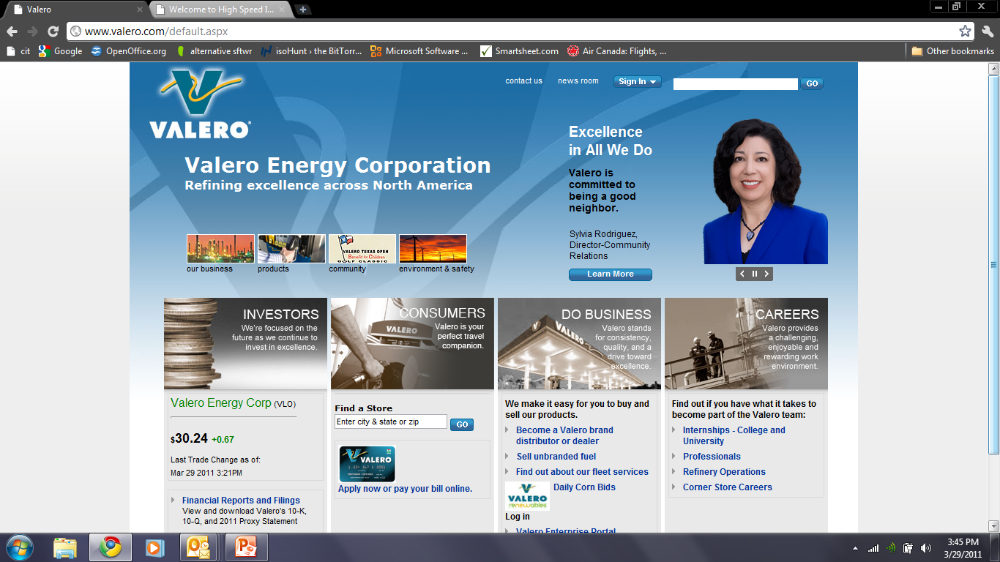 Valero
Welcome to High Speed I...
www.valero.com/default.aspx
cit
Google
OpenOffice.org
alternative sftwr
isoHunt › the BitTorr...
Microsoft Software ...
Smartsheet.com
Air Canada: Flights, ...
Other bookmarks
VALERO
contact us
news room
Sign In
GO
Valero Energy Corporation
Refining excellence across North America
Excellence
in All We Do
Valero is
committed to
being a good
neighbor.
Sylvia Rodriguez,
Director-Community
Relations
Learn More
VALERO TEXAS OPEN
Benefit for Children
GOLF CLASSIC
our business
products
community
environment & safety
INVESTORS
We're focused on the
future as we continue to
invest in excellence.
CONSUMERS
Valero is your
perfect travel
companion.
VALERO
DO BUSINESS
Valero stands
for consistency,
quality, and a
drive toward
excellence.
VALERO
CAREERS
Valero provides
a challenging,
enjoyable and
rewarding work
environment.
Valero Energy Corp (VLO)
$30.24 +0.67
Last Trade Change as of:
Mar 29 2011 3:21PM
Financial Reports and Filings
View and download Valero's 10-K,
10-Q, and 2011 Proxy Statement
Find a Store
Enter city & state or zip
GO
VALERO
Apply now or pay your bill online.
We make it easy for you to buy and
sell our products.
Become a Valero brand
distributor or dealer
Sell unbranded fuel
Find out about our fleet services
VALERO
renewables
Daily Corn Bids
Log in
Valero Enterprise Portal
Find out if you have what it takes to
become part of the Valero team:
Internships - College and
University
Professionals
Refinery Operations
Corner Store Careers
3:45 PM
3/29/2011